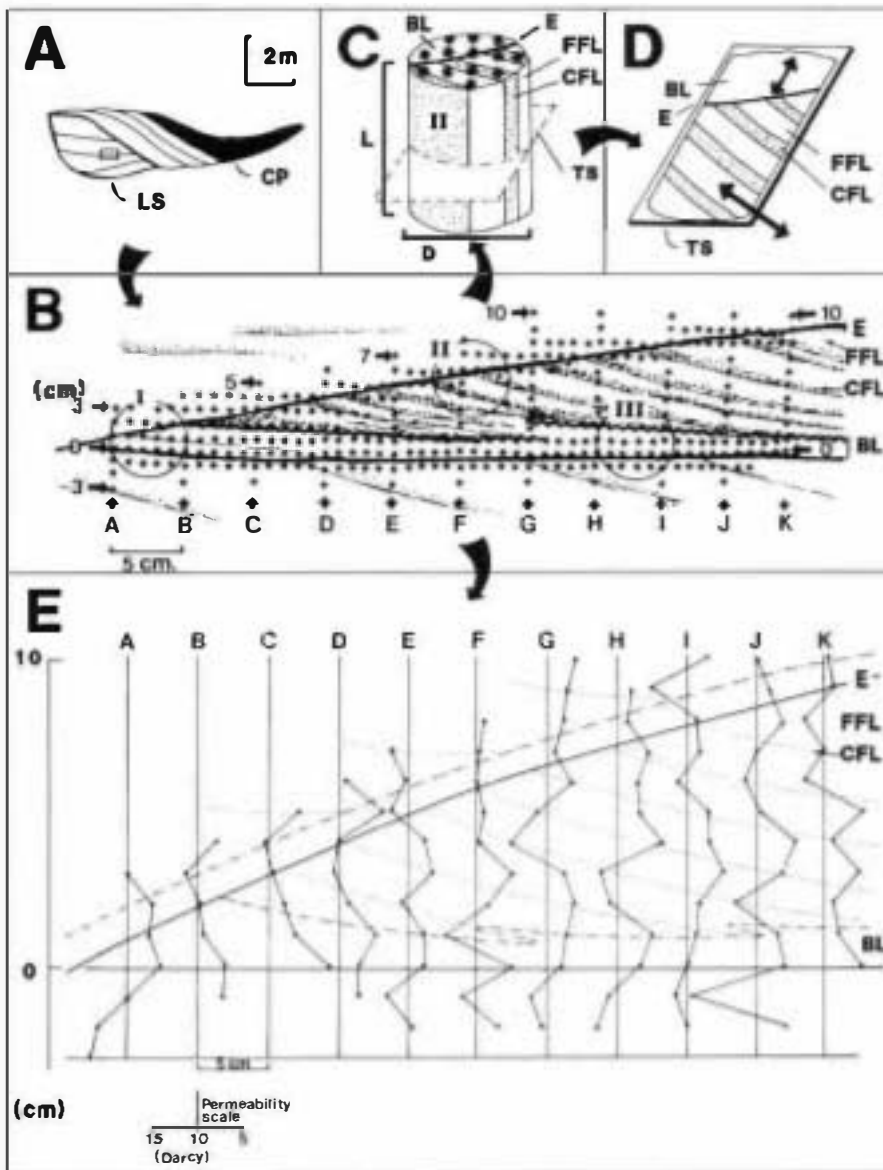 A
2m
CP
LS
C
BL
E
FFL
CFL
II
L
TS
D
D
BL
E
FFL
CFL
TS
B
10
10
E
7
II
FFL
5
CFL
(cm)
I
III
3
0
0
BL
3
A B C D E F G H I J K
5 cm.
E
A B C D E F G H I J K
10
E
FFL
CFL
BL
0
5 cm
(cm)
Permeability
scale
15 10
(Darcy)